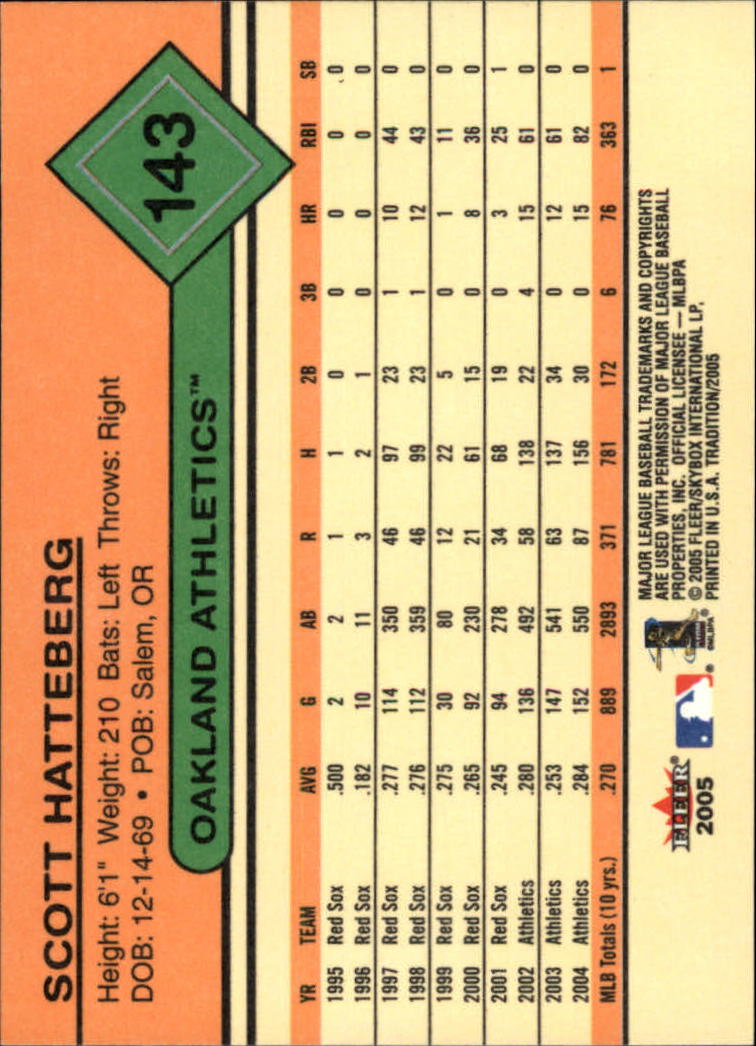 SCOTT HATTEBERG
Height: 6'1" Weight: 210 Bats: Left Throws: Right
DOB: 12-14-69 • POB: Salem, OR
143
OAKLAND ATHLETICS™
YR TEAM AVG G AB R H 2B 3B HR RBI SB
1995 Red Sox .500 2 2 1 1 0 0 0 0 0
1996 Red Sox .182 10 11 3 2 1 0 0 0 0
1997 Red Sox .277 114 350 46 97 23 1 10 44 0
1998 Red Sox .276 112 359 46 99 23 1 12 43 0
1999 Red Sox .275 30 80 12 22 5 0 1 11 0
2000 Red Sox .265 92 230 21 61 15 0 8 36 0
2001 Red Sox .245 94 278 34 68 19 0 3 25 1
2002 Athletics .280 136 492 58 138 22 4 15 61 0
2003 Athletics .253 147 541 63 137 34 0 12 61 0
2004 Athletics .284 152 550 87 156 30 0 15 82 0
MLB Totals (10 yrs.) .270 889 2893 371 781 172 6 76 363 1
FLEER®
2005
®
©MLBPA
®
MAJOR LEAGUE BASEBALL TRADEMARKS AND COPYRIGHTS
ARE USED WITH PERMISSION OF MAJOR LEAGUE BASEBALL
PROPERTIES, INC. OFFICIAL LICENSEE — MLBPA
© 2005 FLEER/SKYBOX INTERNATIONAL LP,
PRINTED IN U.S.A. TRADITION/2005